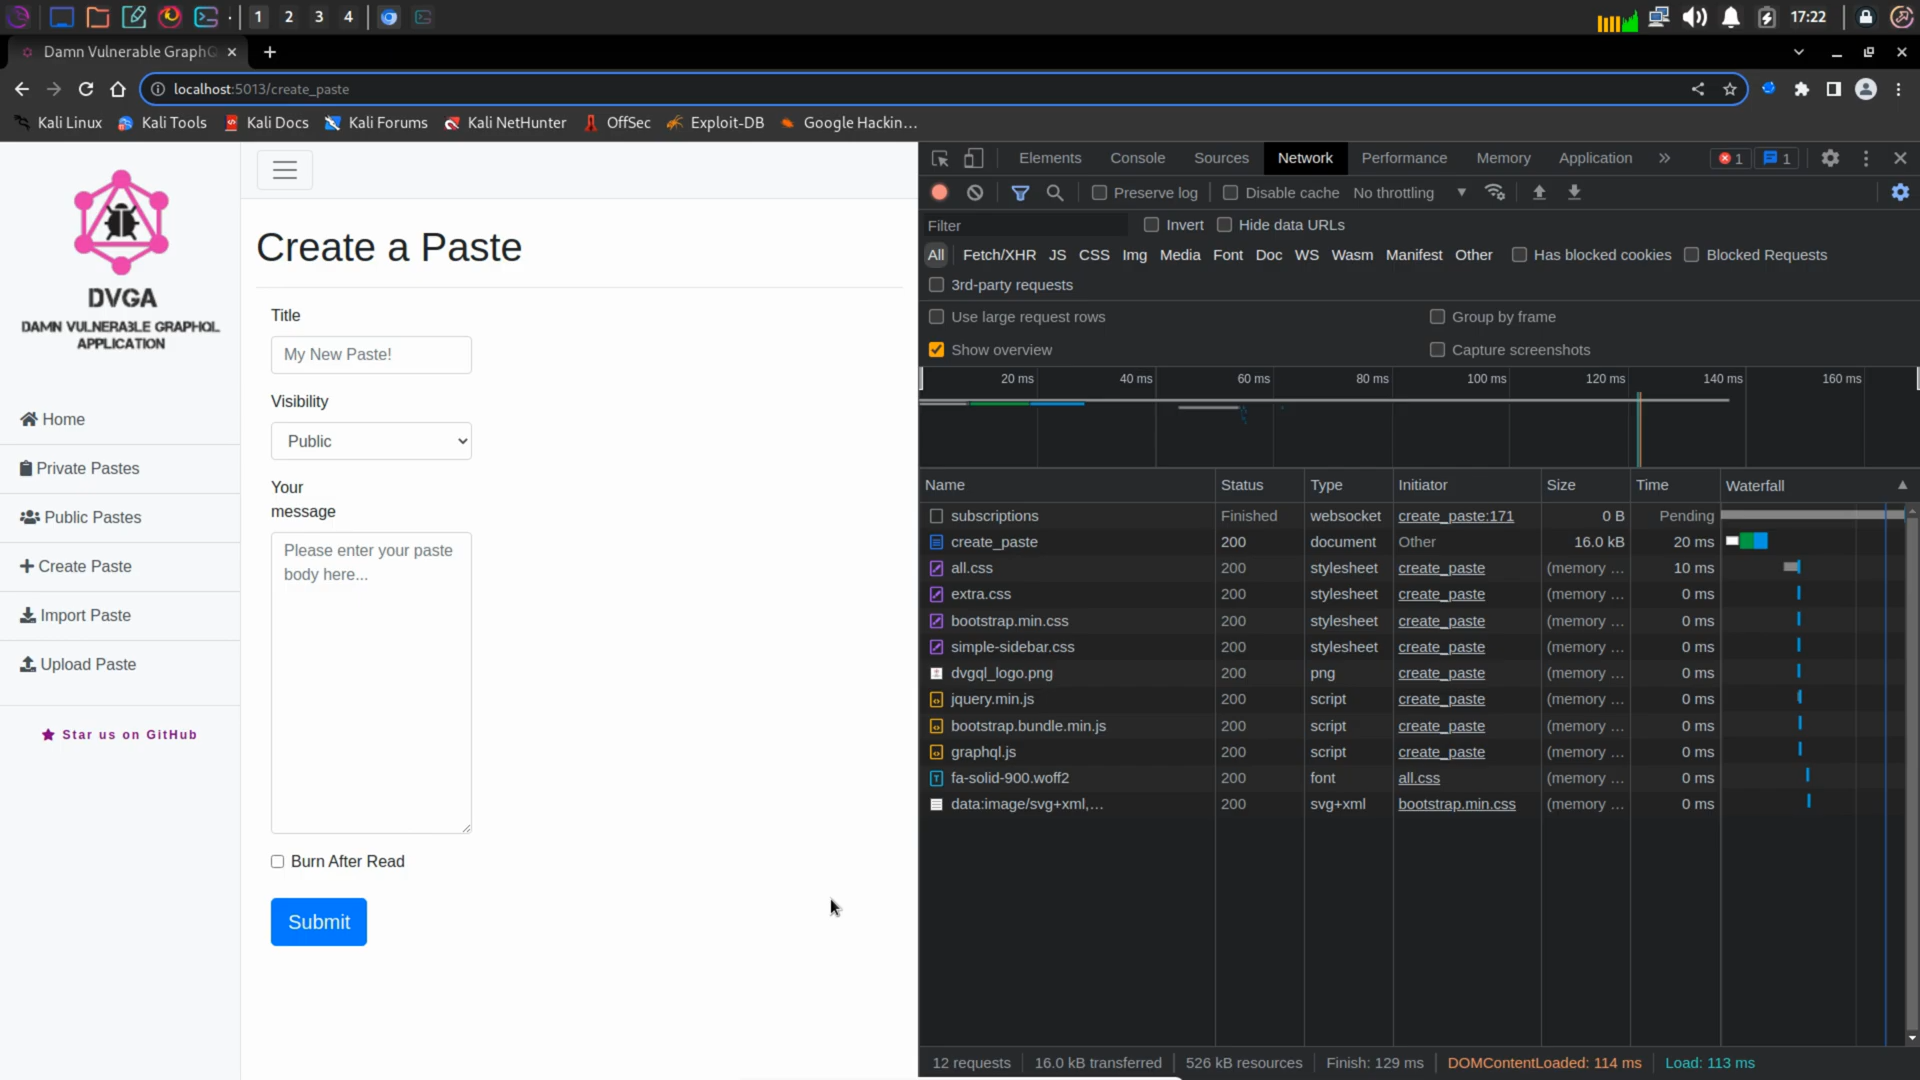 1 2 3 4
17:22
Damn Vulnerable GraphQ
localhost:5013/create_paste
Kali Linux Kali Tools Kali Docs Kali Forums Kali NetHunter OffSec Exploit-DB Google Hackin…
DVGA
DAMN VULNERA3LE GRAPHQL
APPLICATION
Home
Private Pastes
Public Pastes
Create Paste
Import Paste
Upload Paste
Star us on GitHub
Create a Paste
Title
My New Paste!
Visibility
Public
Your
message
Please enter your paste
body here...
Burn After Read
Submit
Elements Console Sources Network Performance Memory Application 1 1
Preserve log Disable cache No throttling
Filter Invert Hide data URLs
All Fetch/XHR JS CSS Img Media Font Doc WS Wasm Manifest Other Has blocked cookies Blocked Requests
3rd-party requests
Use large request rows Group by frame
Show overview Capture screenshots
20 ms 40 ms 60 ms 80 ms 100 ms 120 ms 140 ms 160 ms
Name Status Type Initiator Size Time Waterfall
subscriptions Finished websocket create_paste:171 0 B Pending
create_paste 200 document Other 16.0 kB 20 ms
all.css 200 stylesheet create_paste (memory … 10 ms
extra.css 200 stylesheet create_paste (memory … 0 ms
bootstrap.min.css 200 stylesheet create_paste (memory … 0 ms
simple-sidebar.css 200 stylesheet create_paste (memory … 0 ms
dvgql_logo.png 200 png create_paste (memory … 0 ms
jquery.min.js 200 script create_paste (memory … 0 ms
bootstrap.bundle.min.js 200 script create_paste (memory … 0 ms
graphql.js 200 script create_paste (memory … 0 ms
fa-solid-900.woff2 200 font all.css (memory … 0 ms
data:image/svg+xml,… 200 svg+xml bootstrap.min.css (memory … 0 ms
12 requests 16.0 kB transferred 526 kB resources Finish: 129 ms DOMContentLoaded: 114 ms Load: 113 ms